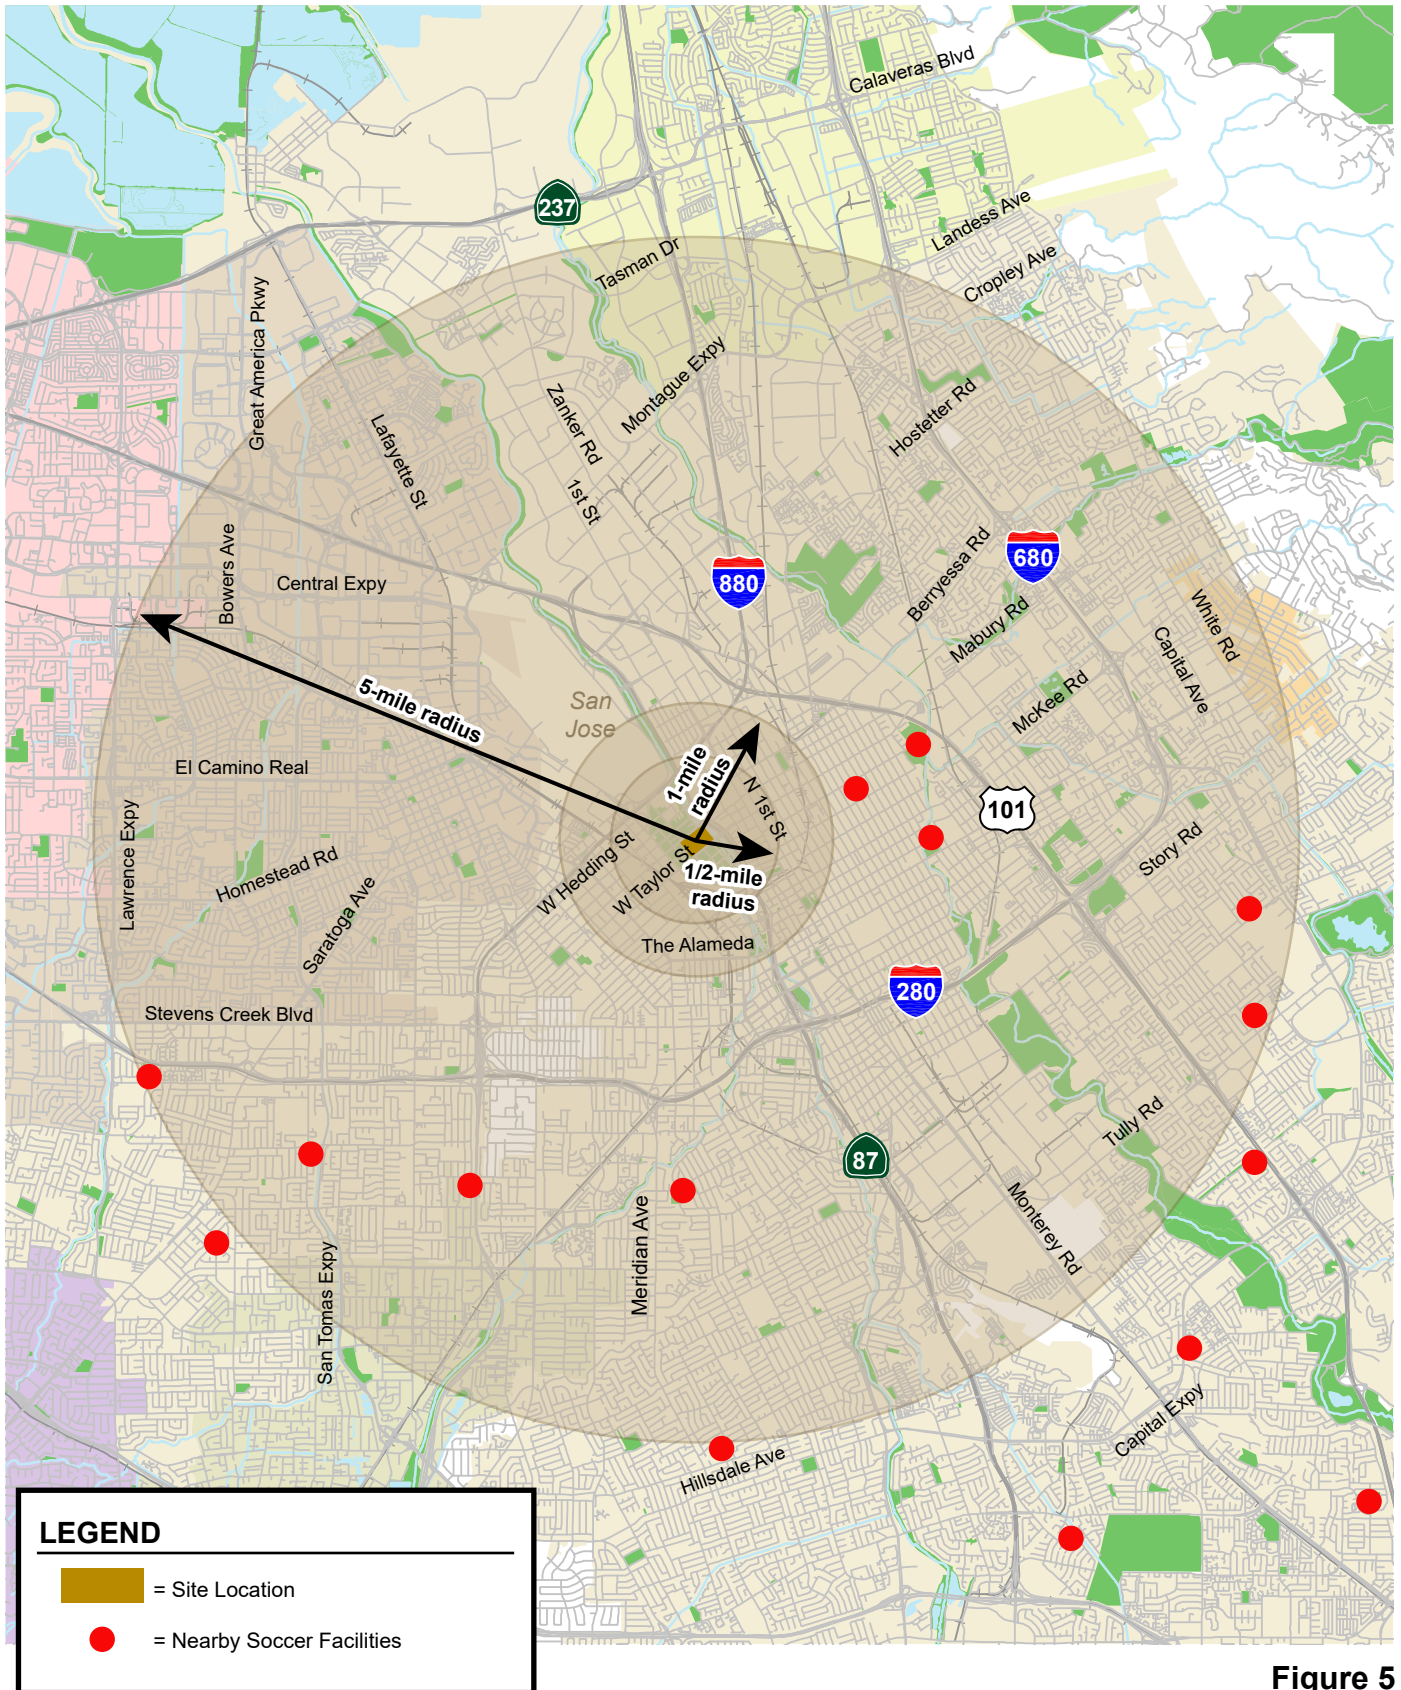 Calaveras Blvd
237
Landess Ave
Tasman Dr
Cropley Ave
Great America Pkwy
Montague Expy
Zanker Rd
Hostetter Rd
Lafayette St
1st St
Bowers Ave
Central Expy
880
Berryessa Rd
680
Mabury Rd
White Rd
Capital Ave
5-mile radius
San
Jose
McKee Rd
1-mile
radius
El Camino Real
N 1st St
101
Lawrence Expy
Homestead Rd
Saratoga Ave
W Hedding St
W Taylor St
1/2-mile
radius
Story Rd
The Alameda
280
Stevens Creek Blvd
Tully Rd
87
Meridian Ave
Monterey Rd
San Tomas Expy
Capital Expy
Hillsdale Ave
LEGEND
= Site Location
= Nearby Soccer Facilities
Figure 5